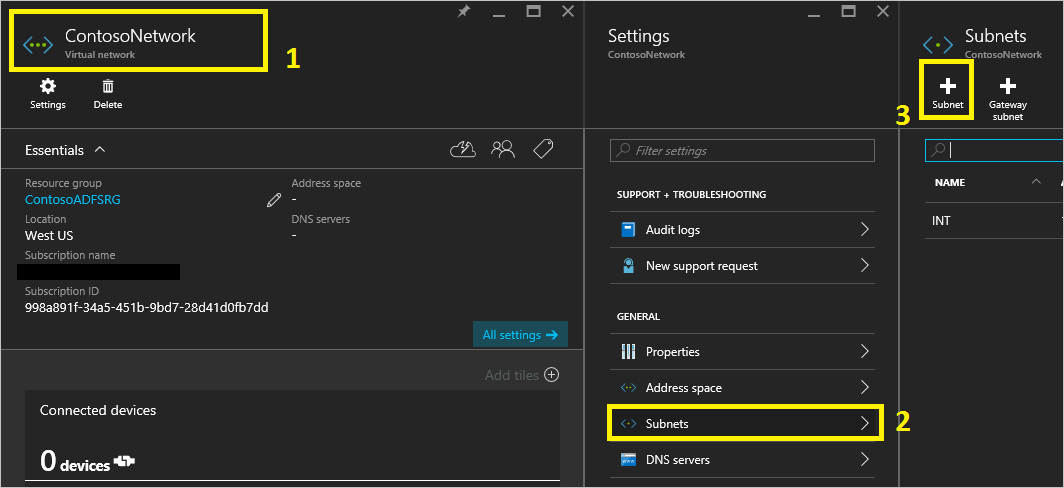 ContosoNetwork
Virtual network
1
Settings
Delete
Essentials
Resource group
ContosoADFSRG
Location
West US
Subscription name
Subscription ID
998a891f-34a5-451b-9bd7-28d41d0fb7dd
Address space
-
DNS servers
-
All settings
Add tiles
Connected devices
0 devices
Settings
ContosoNetwork
Filter settings
SUPPORT + TROUBLESHOOTING
Audit logs
New support request
GENERAL
Properties
Address space
Subnets
2
DNS servers
Subnets
ContosoNetwork
3
Subnet
Gateway
subnet
NAME
INT